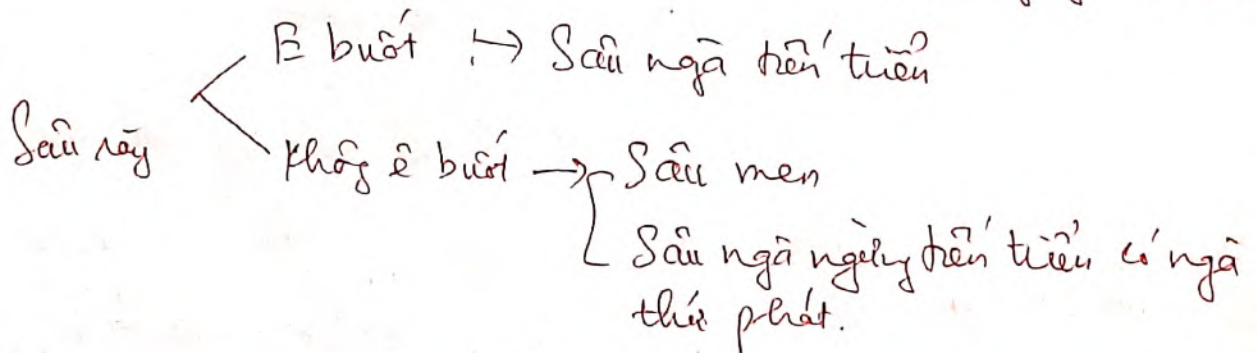 Ê buốt → Sâu ngà tiến triển
Sâu răng
Không ê buốt → Sâu men
Sâu ngà ngừng tiến triển có ngà
thứ phát.